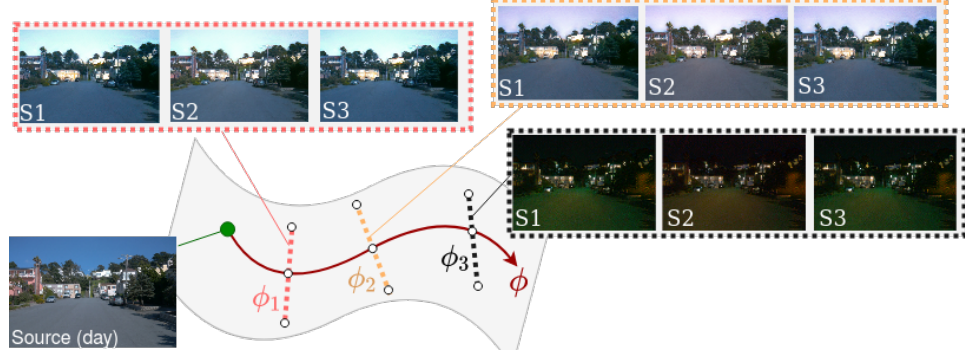 S1 S2 S3
S1 S2 S3
S1 S2 S3
ϕ₁
ϕ₂
ϕ₃
ϕ
Source (day)